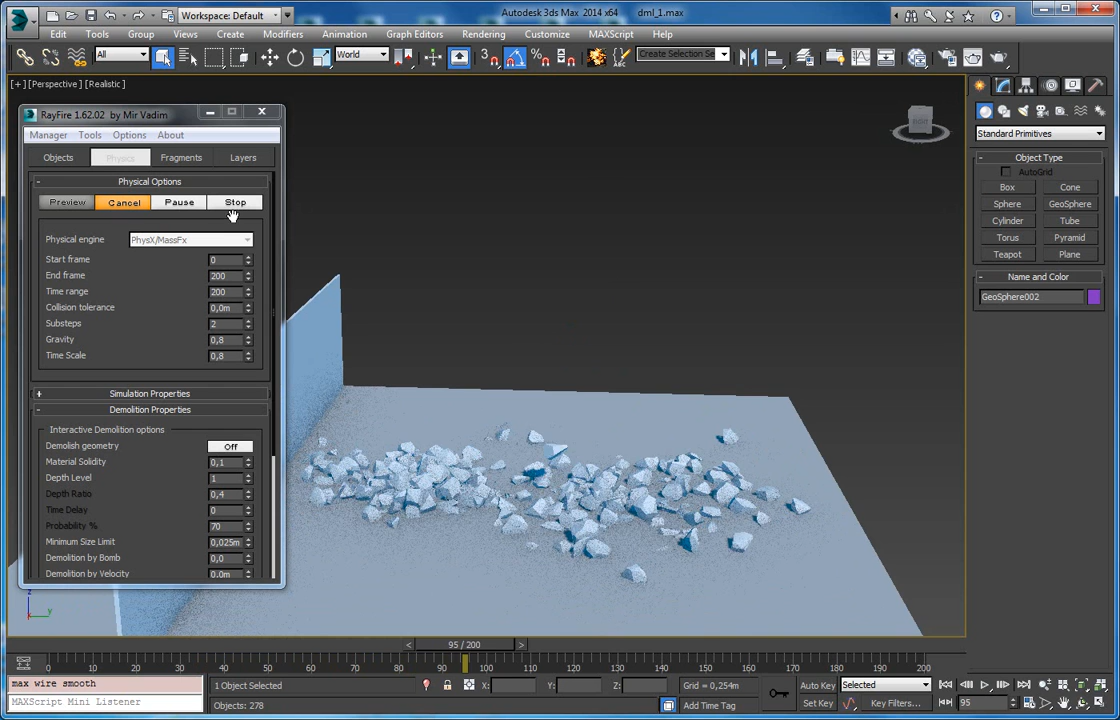 Workspace: Default
Autodesk 3ds Max 2014 x64 dml_1.max
Edit Tools Group Views Create Modifiers Animation Graph Editors Rendering Customize MAXScript Help
All World Create Selection Se
[+] [Perspective] [Realistic]
RayFire 1.62.02 by Mir Vadim
Manager Tools Options About
Objects Physics Fragments Layers
- Physical Options
Preview Cancel Pause Stop
Physical engine PhysX/MassFx
Start frame 0
End frame 200
Time range 200
Collision tolerance 0,0m
Substeps 2
Gravity 0,8
Time Scale 0,8
+ Simulation Properties
- Demolition Properties
Interactive Demolition options
Demolish geometry Off
Material Solidity 0,1
Depth Level 1
Depth Ratio 0,4
Time Delay 0
Probability % 70
Minimum Size Limit 0,025m
Demolition by Bomb 0,0
Demolition by Velocity 0,0m
Standard Primitives
- Object Type
AutoGrid
Box Cone
Sphere GeoSphere
Cylinder Tube
Torus Pyramid
Teapot Plane
- Name and Color
GeoSphere002
z
y
< 95 / 200 >
0 10 20 30 40 50 60 70 80 90 100 110 120 130 140 150 160 170 180 190 200
max wire smooth
MAXScript Mini Listener
1 Object Selected X: Y: Z: Grid = 0,254m Auto Key Selected
Objects: 278 Add Time Tag Set Key Key Filters... 95